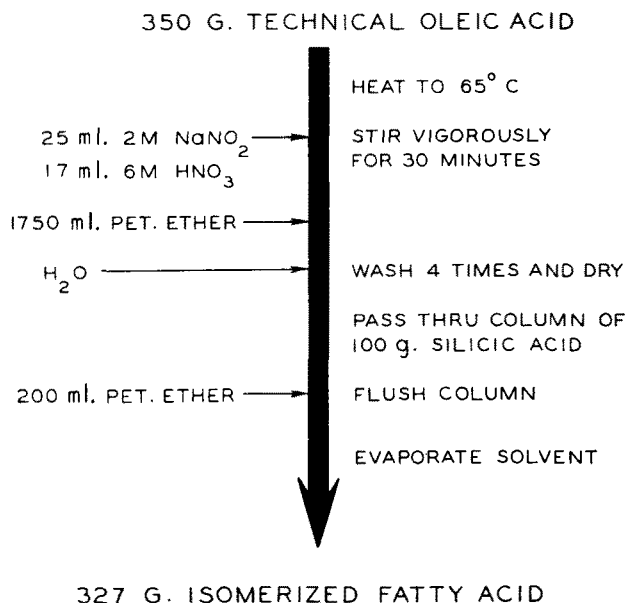 350 G. TECHNICAL OLEIC ACID
HEAT TO 65° C
25 ml. 2M NaNO₂
17 ml. 6M HNO₃
STIR VIGOROUSLY
FOR 30 MINUTES
1750 ml. PET. ETHER
H₂O
WASH 4 TIMES AND DRY
PASS THRU COLUMN OF
100 g. SILICIC ACID
200 ml. PET. ETHER
FLUSH COLUMN
EVAPORATE SOLVENT
327 G. ISOMERIZED FATTY ACID